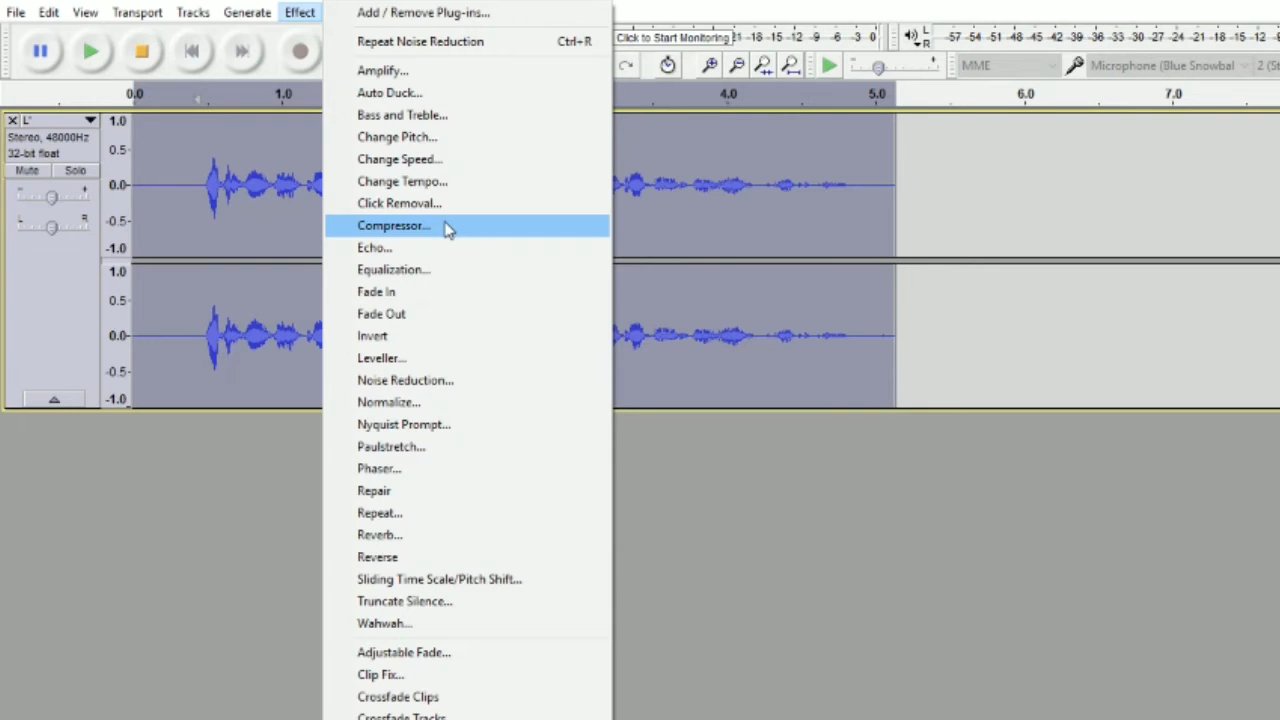 File Edit View Transport Tracks Generate Effect
Add / Remove Plug-ins...
Repeat Noise Reduction Ctrl+R
Click to Start Monitoring -18 -15 -12 -9 -6 -3 0
L
R
-57 -54 -51 -48 -45 -42 -39 -36 -33 -30 -27 -24 -21 -18 -15 -12
MME
Microphone (Blue Snowbal
0.0 1.0 4.0 5.0 6.0 7.0
Amplify...
Auto Duck...
Bass and Treble...
Change Pitch...
Change Speed...
Change Tempo...
Click Removal...
Compressor...
Echo...
Equalization...
Fade In
Fade Out
Invert
Leveller...
Noise Reduction...
Normalize...
Nyquist Prompt...
Paulstretch...
Phaser...
Repair
Repeat...
Reverb...
Reverse
Sliding Time Scale/Pitch Shift...
Truncate Silence...
Wahwah...
Adjustable Fade...
Clip Fix...
Crossfade Clips
Crossfade Tracks
X L
Stereo, 48000Hz
32-bit float
Mute Solo
- +
L R
1.0
0.5
0.0
-0.5
-1.0
1.0
0.5
0.0
-0.5
-1.0